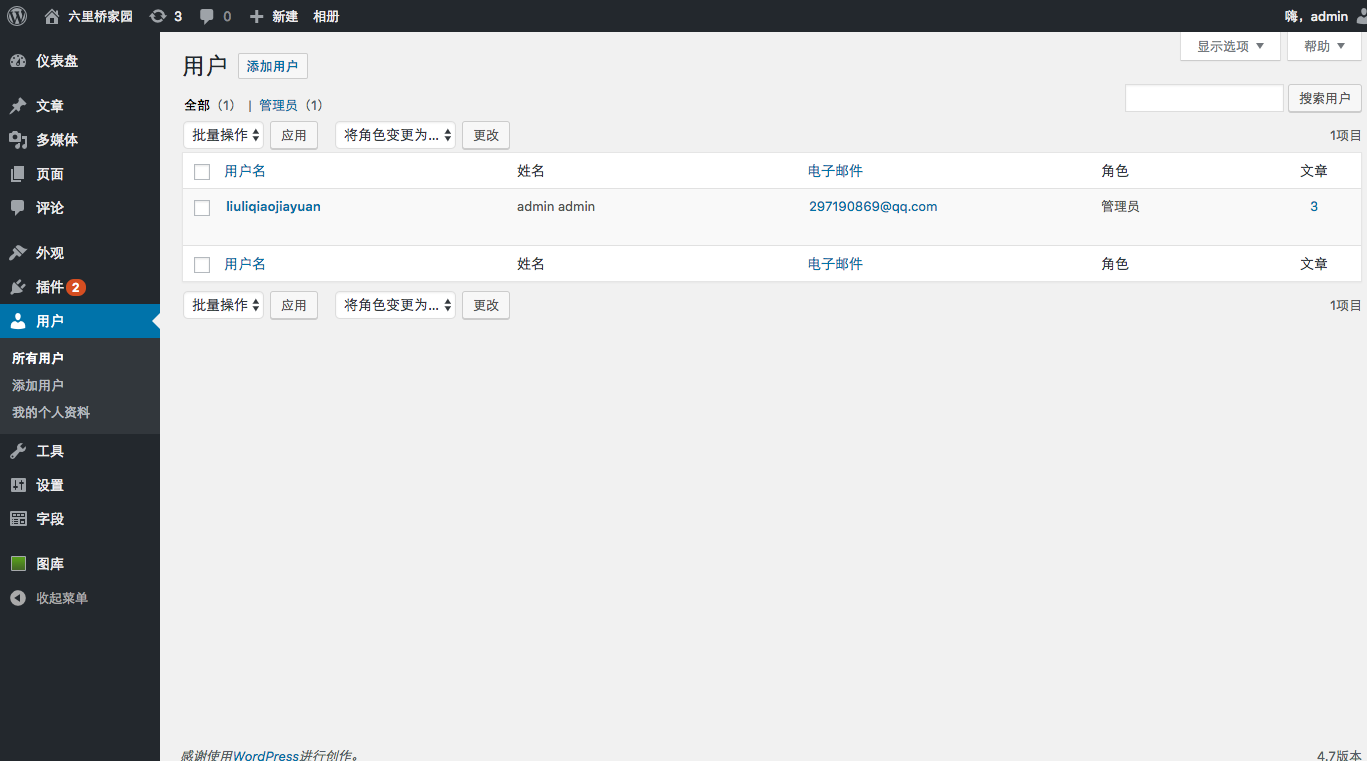 六里桥家园 3 0 新建 相册 嗨，admin
仪表盘
文章
多媒体
页面
评论
外观
插件 2
用户
所有用户
添加用户
我的个人资料
工具
设置
字段
图库
收起菜单
显示选项 帮助
用户 添加用户
全部（1） | 管理员（1）
搜索用户
批量操作 应用 将角色变更为... 更改 1项目
用户名 姓名 电子邮件 角色 文章
liuliqiaojiayuan admin admin 297190869@qq.com 管理员 3
用户名 姓名 电子邮件 角色 文章
批量操作 应用 将角色变更为... 更改 1项目
感谢使用WordPress进行创作。 4.7版本